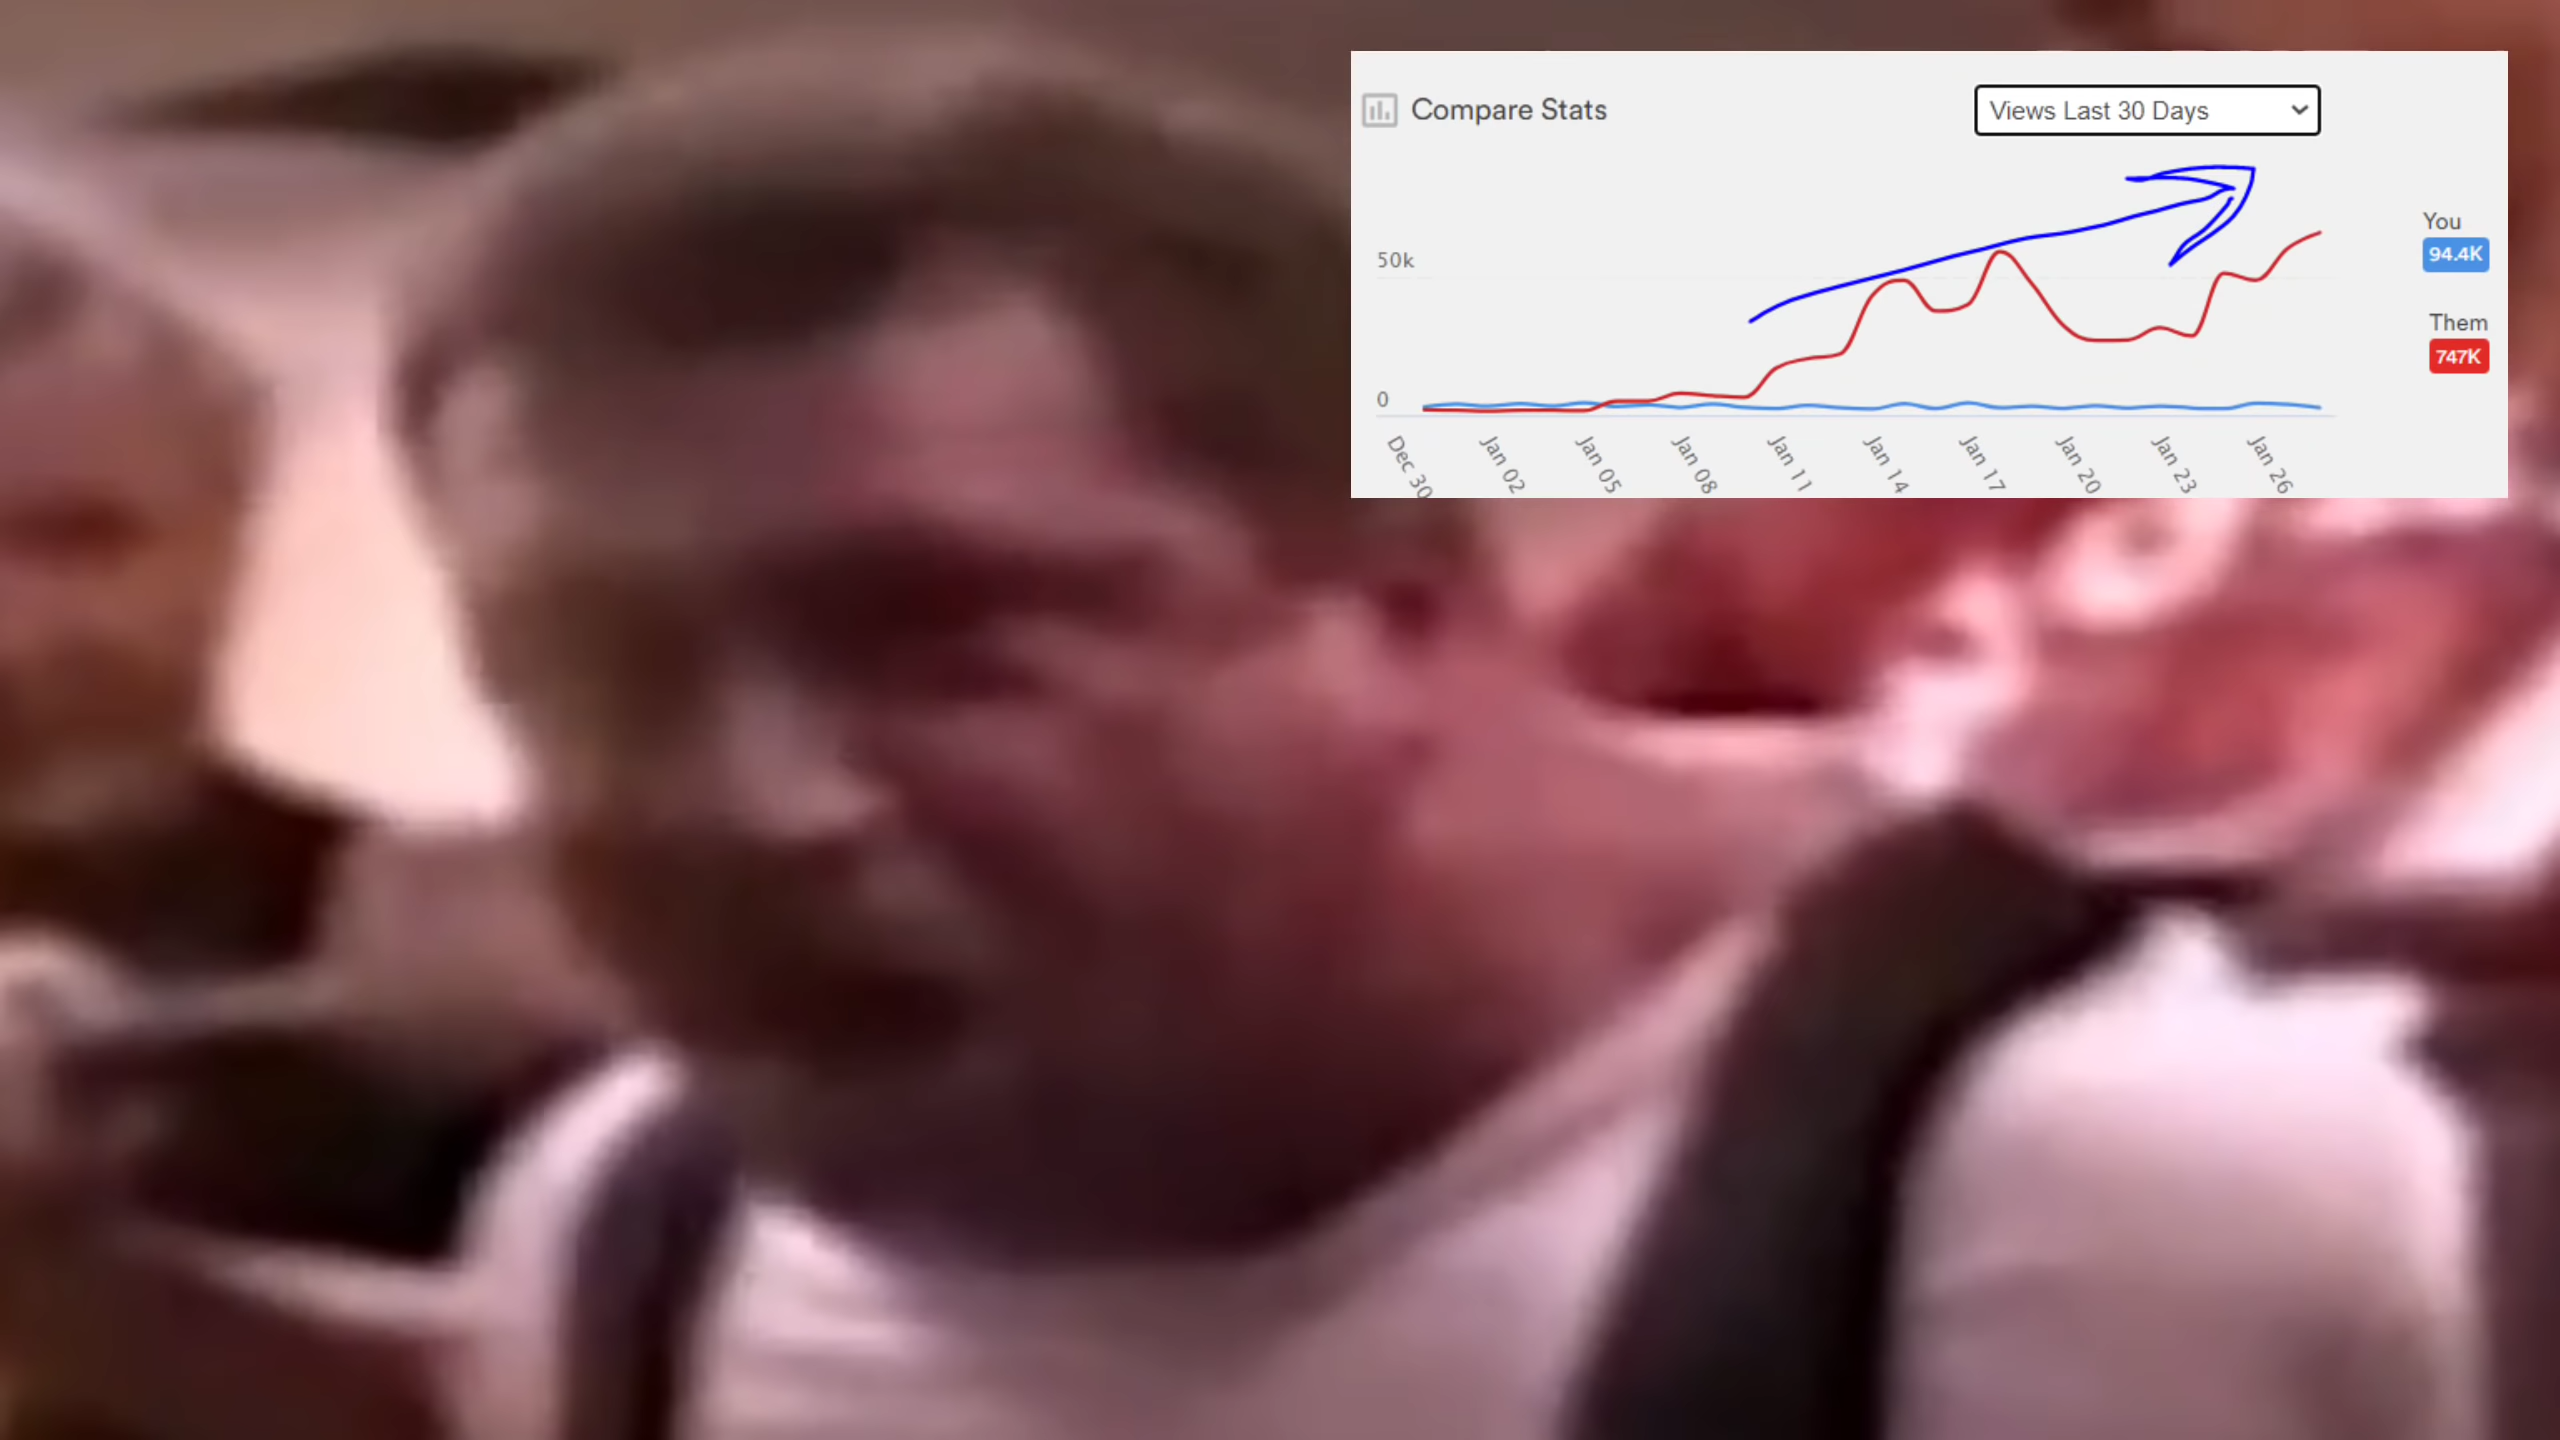 Compare Stats
Views Last 30 Days
You
94.4K
Them
747K
50k
0
Dec 30
Jan 02
Jan 05
Jan 08
Jan 11
Jan 14
Jan 17
Jan 20
Jan 23
Jan 26